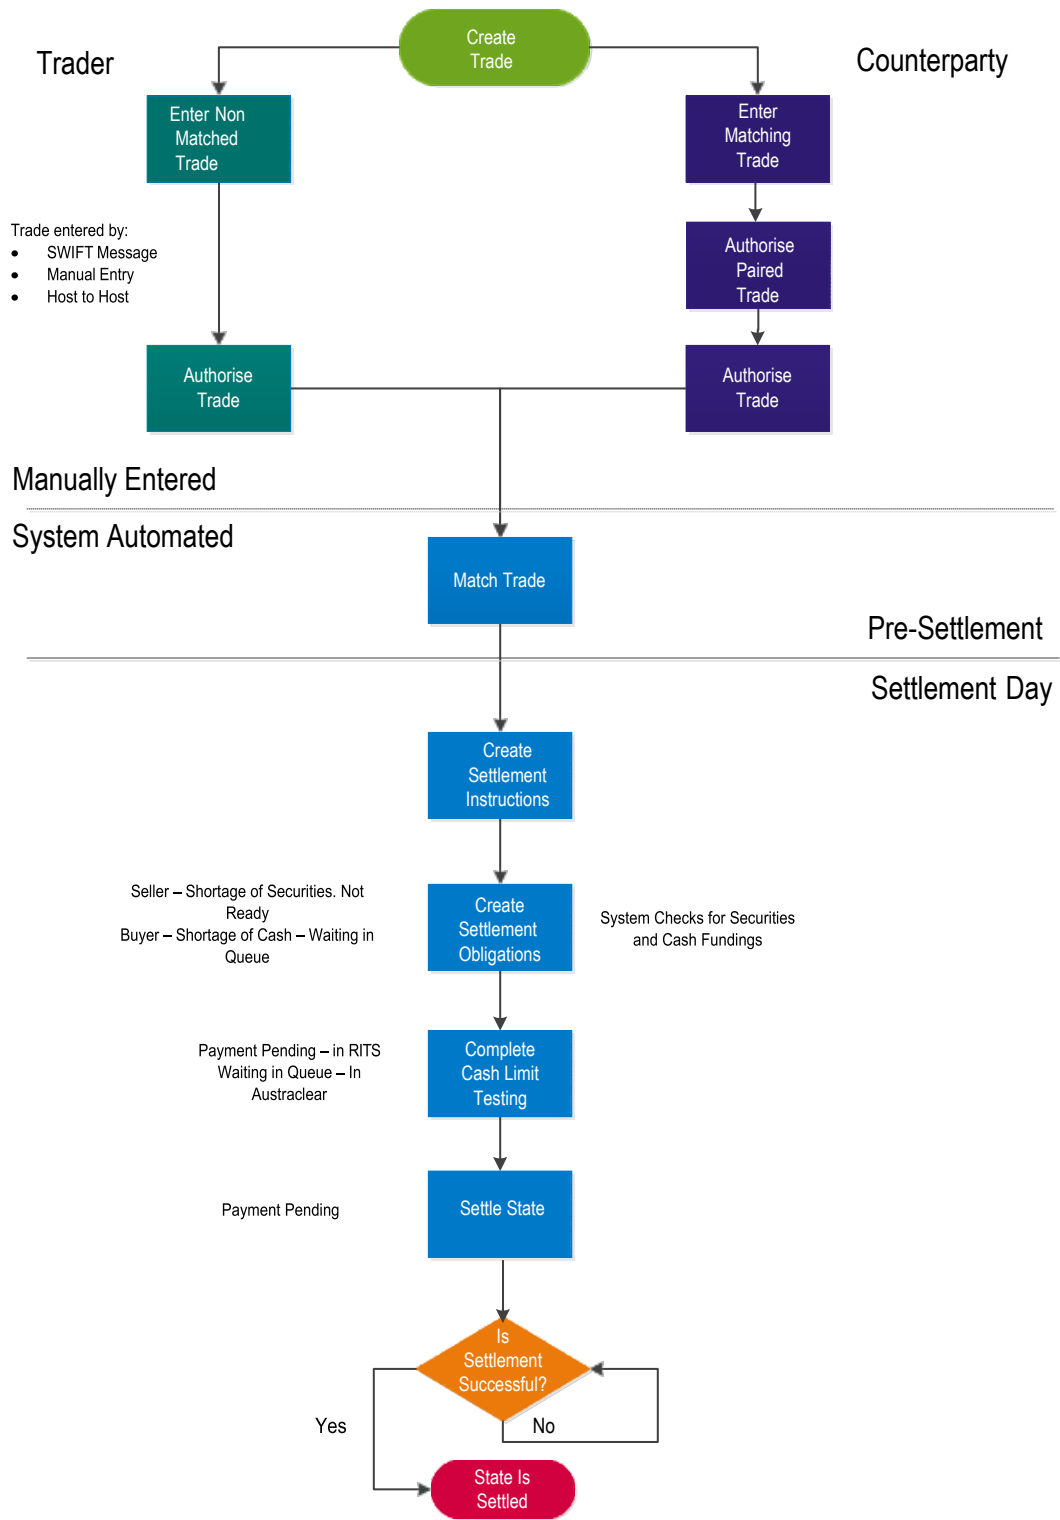 Create
Trade
Trader
Counterparty
Enter Non
Matched
Trade
Enter
Matching
Trade
Trade entered by:
• SWIFT Message
• Manual Entry
• Host to Host
Authorise
Paired
Trade
Authorise
Trade
Authorise
Trade
Manually Entered
System Automated
Match Trade
Pre-Settlement
Settlement Day
Create
Settlement
Instructions
Seller – Shortage of Securities. Not
Ready
Buyer – Shortage of Cash – Waiting in
Queue
Create
Settlement
Obligations
System Checks for Securities
and Cash Fundings
Payment Pending – in RITS
Waiting in Queue – In
Austraclear
Complete
Cash Limit
Testing
Payment Pending
Settle State
Is
Settlement
Successful?
Yes
No
State Is
Settled